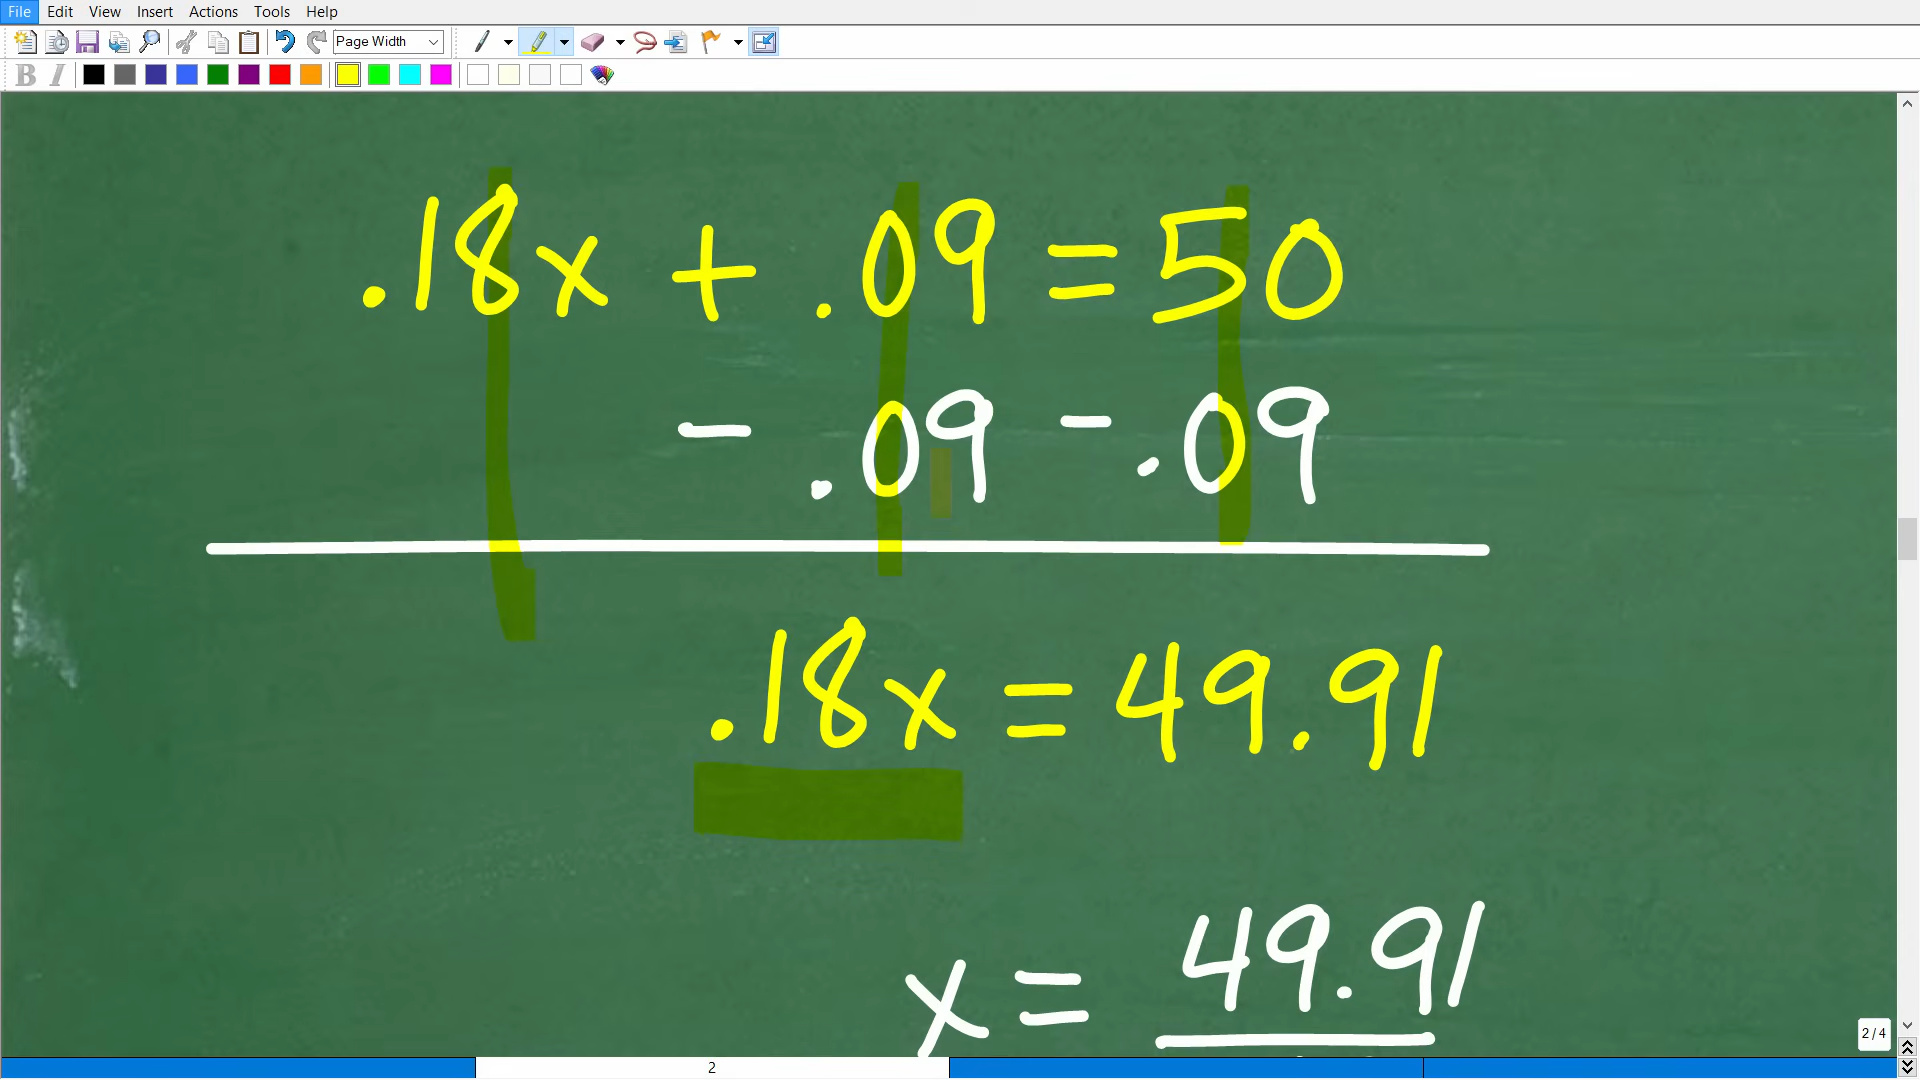 File Edit View Insert Actions Tools Help
Page Width
B I
.18x + .09 = 50
- .09 - .09
.18x = 49.91
x = 49.91
2 / 4
2